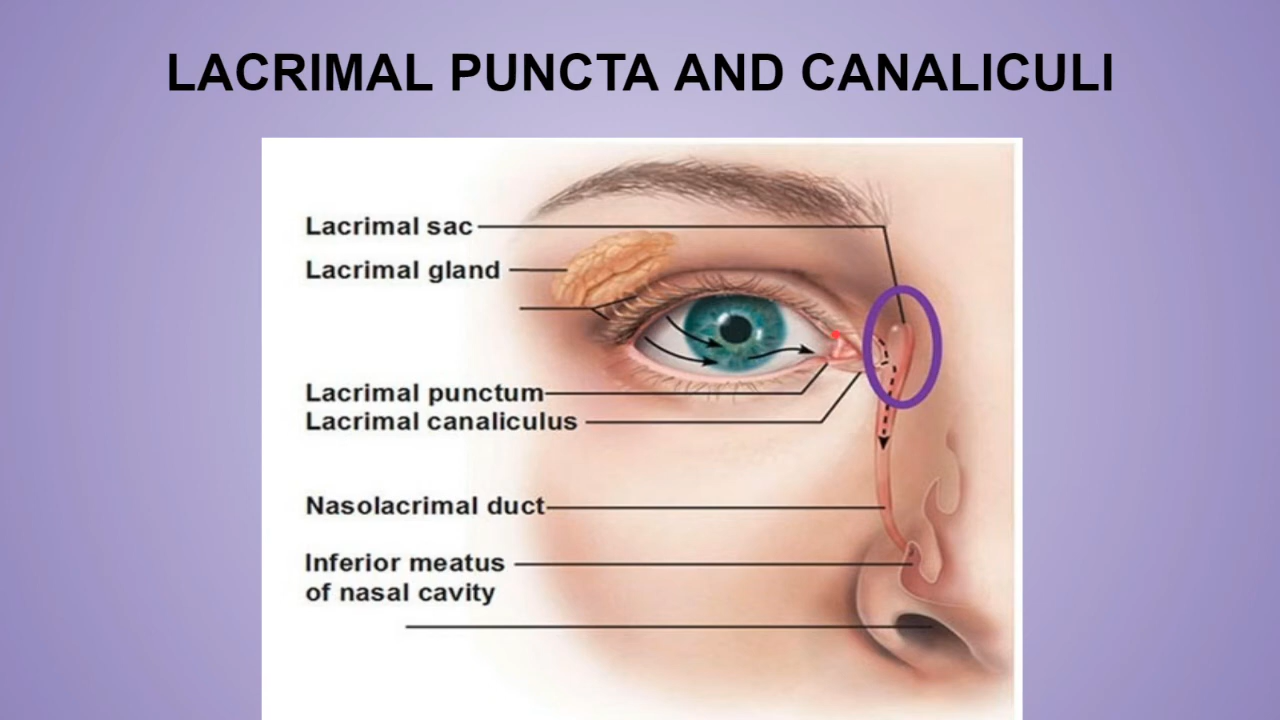 LACRIMAL PUNCTA AND CANALICULI
Lacrimal sac
Lacrimal gland
Lacrimal punctum
Lacrimal canaliculus
Nasolacrimal duct
Inferior meatus
of nasal cavity